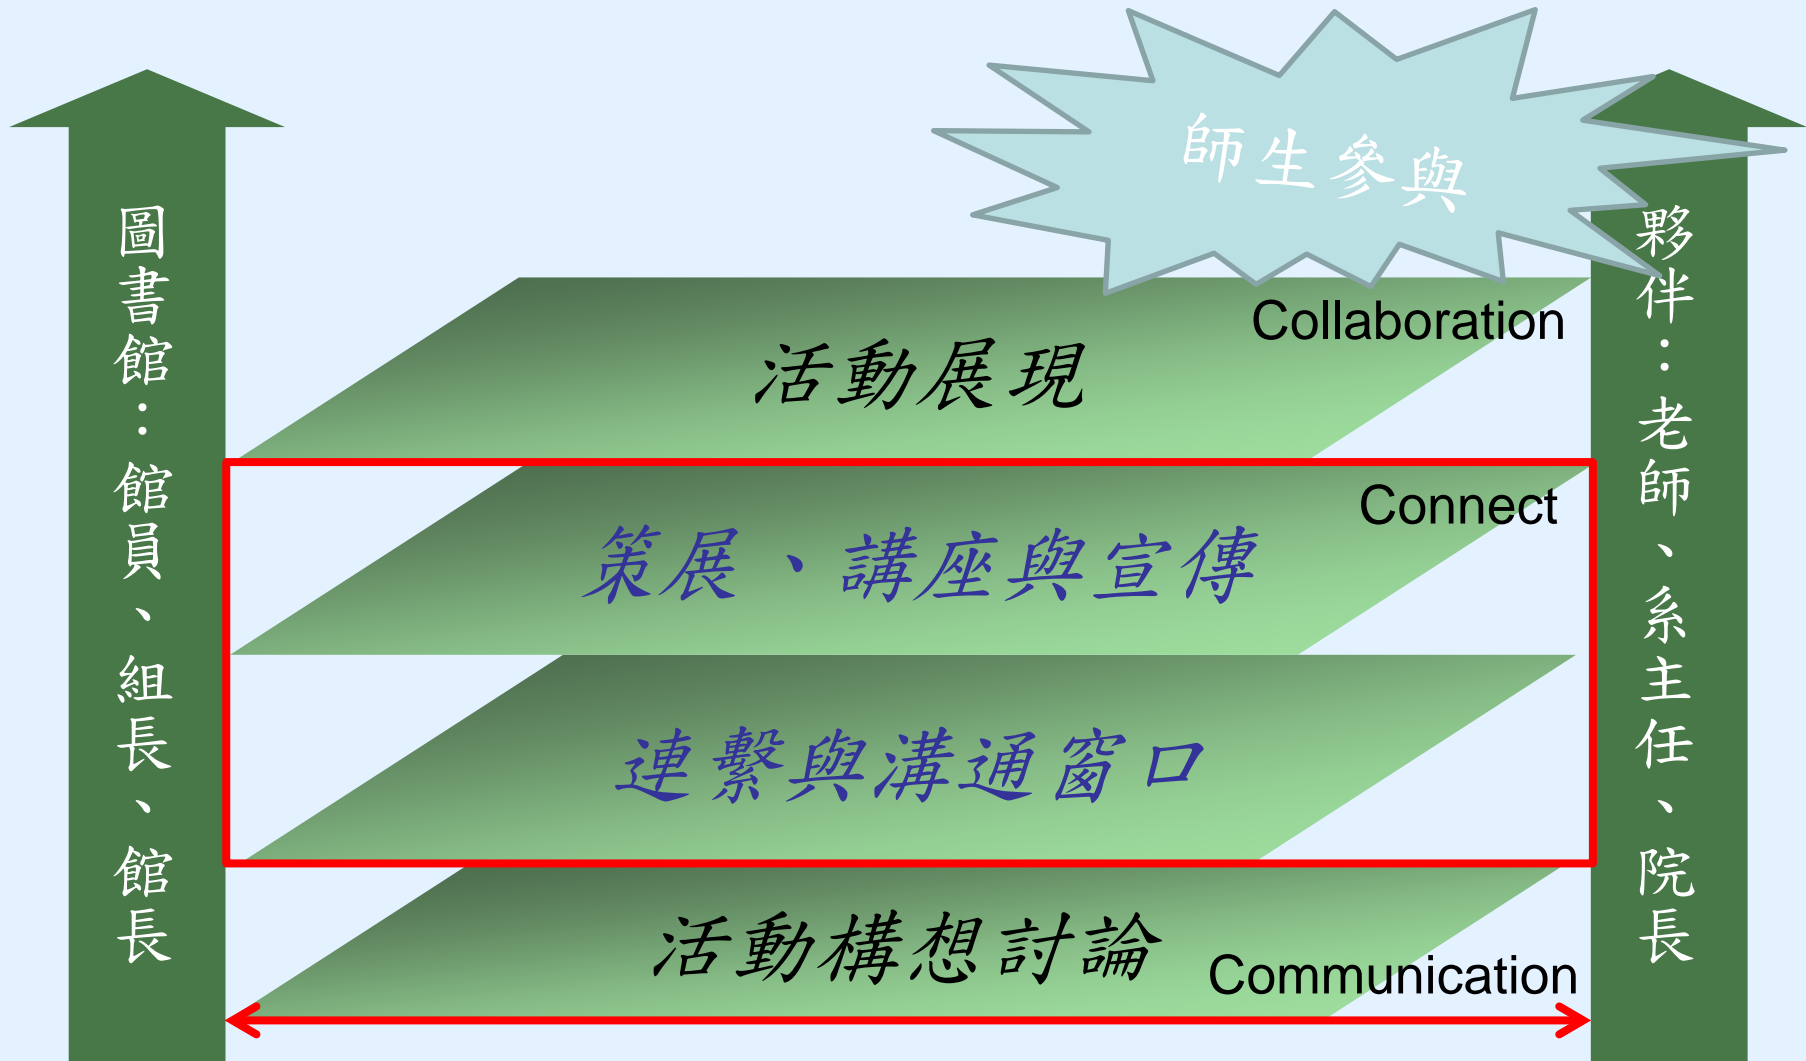 師生參與
圖書館：館員、組長、館長
夥伴：老師、系主任、院長
Collaboration
活動展現
Connect
策展、講座與宣傳
連繫與溝通窗口
活動構想討論
Communication